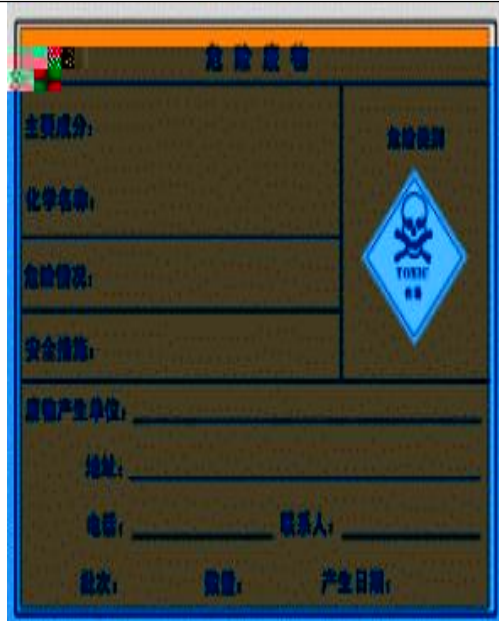 危险废物
主要成分：
危险类别
化学名称：
TOXIC
有毒
危险情况：
安全措施：
废物产生单位：
地址：
电话： 联系人：
批次： 数量： 产生日期：